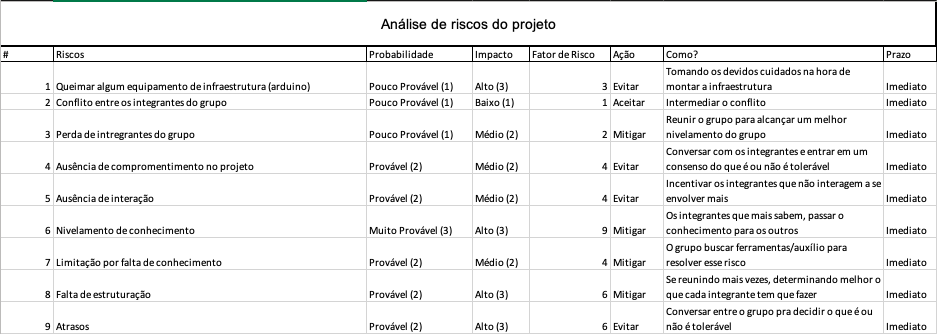 Análise de riscos do projeto
# Riscos Probabilidade Impacto Fator de Risco Ação Como? Prazo
Tomando os devidos cuidados na hora de
1 Queimar algum equipamento de infraestrutura (arduino) Pouco Provável (1) Alto (3) 3 Evitar montar a infraestrutura Imediato
2 Conflito entre os integrantes do grupo Pouco Provável (1) Baixo (1) 1 Aceitar Intermediar o conflito Imediato
Reunir o grupo para alcançar um melhor
3 Perda de intregrantes do grupo Pouco Provável (1) Médio (2) 2 Mitigar nivelamento do grupo Imediato
Conversar com os integrantes e entrar em um
4 Ausência de compromentimento no projeto Provável (2) Médio (2) 4 Evitar consenso do que é ou não é tolerável Imediato
Incentivar os integrantes que não interagem a se
5 Ausência de interação Provável (2) Médio (2) 4 Evitar envolver mais Imediato
Os integrantes que mais sabem, passar o
6 Nivelamento de conhecimento Muito Provável (3) Alto (3) 9 Mitigar conhecimento para os outros Imediato
O grupo buscar ferramentas/auxílio para
7 Limitação por falta de conhecimento Provável (2) Médio (2) 4 Mitigar resolver esse risco Imediato
Se reunindo mais vezes, determinando melhor o
8 Falta de estruturação Provável (2) Alto (3) 6 Mitigar que cada integrante tem que fazer Imediato
Conversar entre o grupo pra decidir o que é ou
9 Atrasos Provável (2) Alto (3) 6 Evitar não é tolerável Imediato